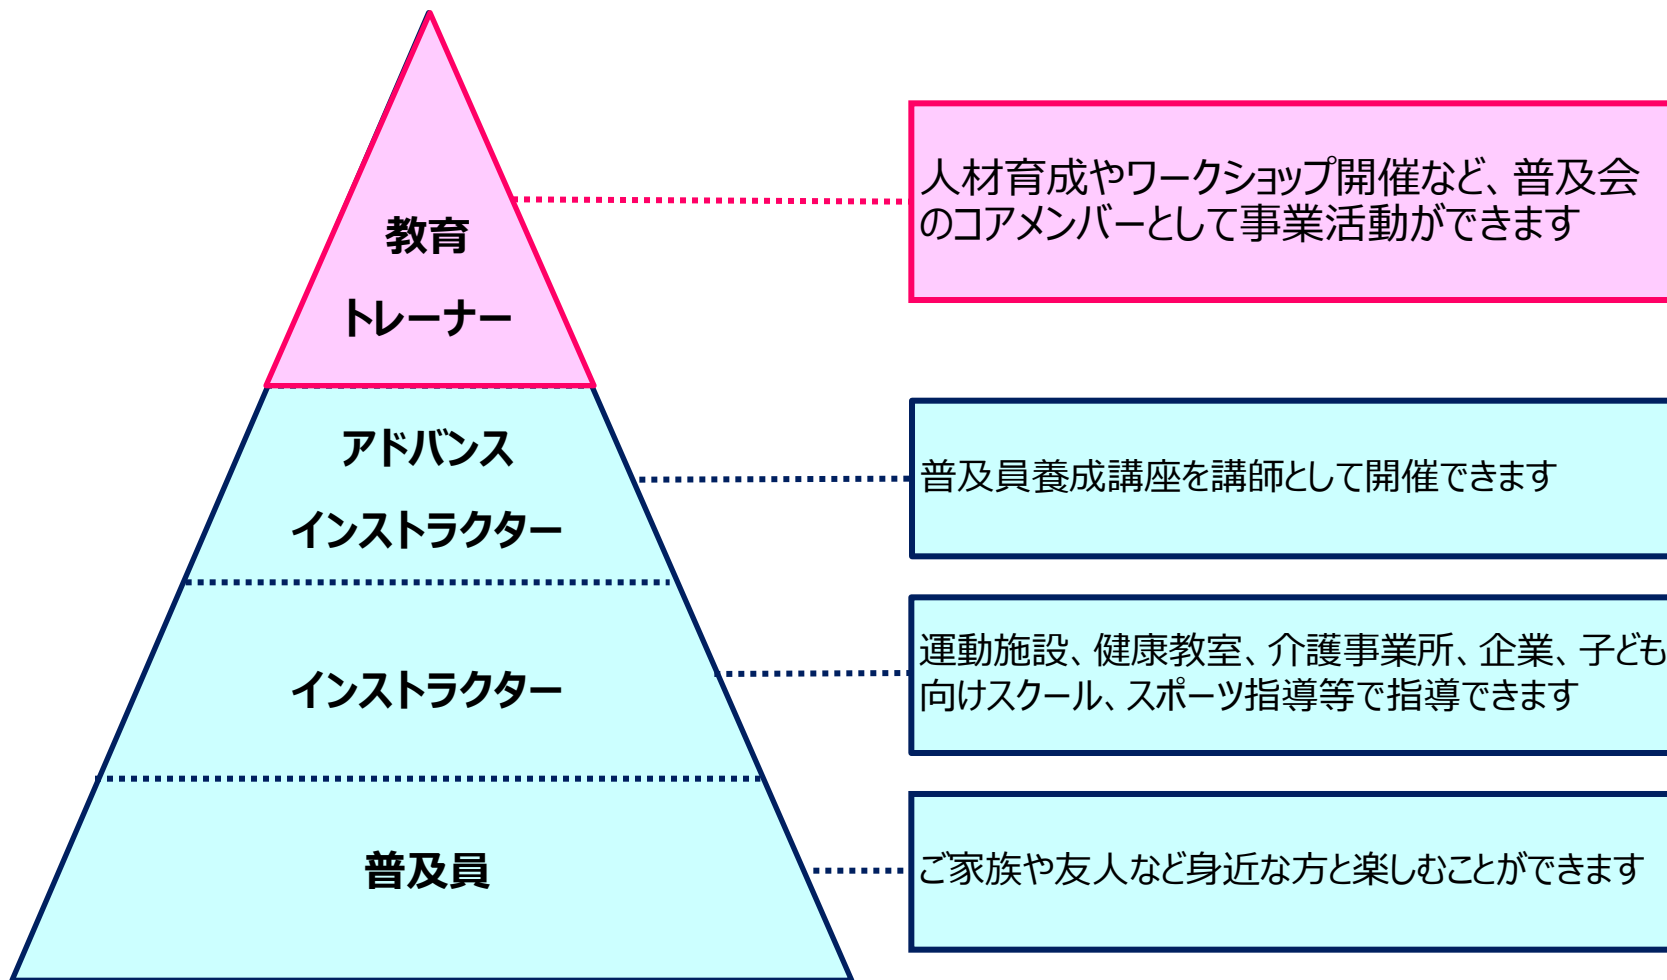 教育
トレーナー
人材育成やワークショップ開催など、普及会
のコアメンバーとして事業活動ができます
アドバンス
インストラクター
普及員養成講座を講師として開催できます
インストラクター
運動施設、健康教室、介護事業所、企業、子ども
向けスクール、スポーツ指導等で指導できます
普及員
ご家族や友人など身近な方と楽しむことができます